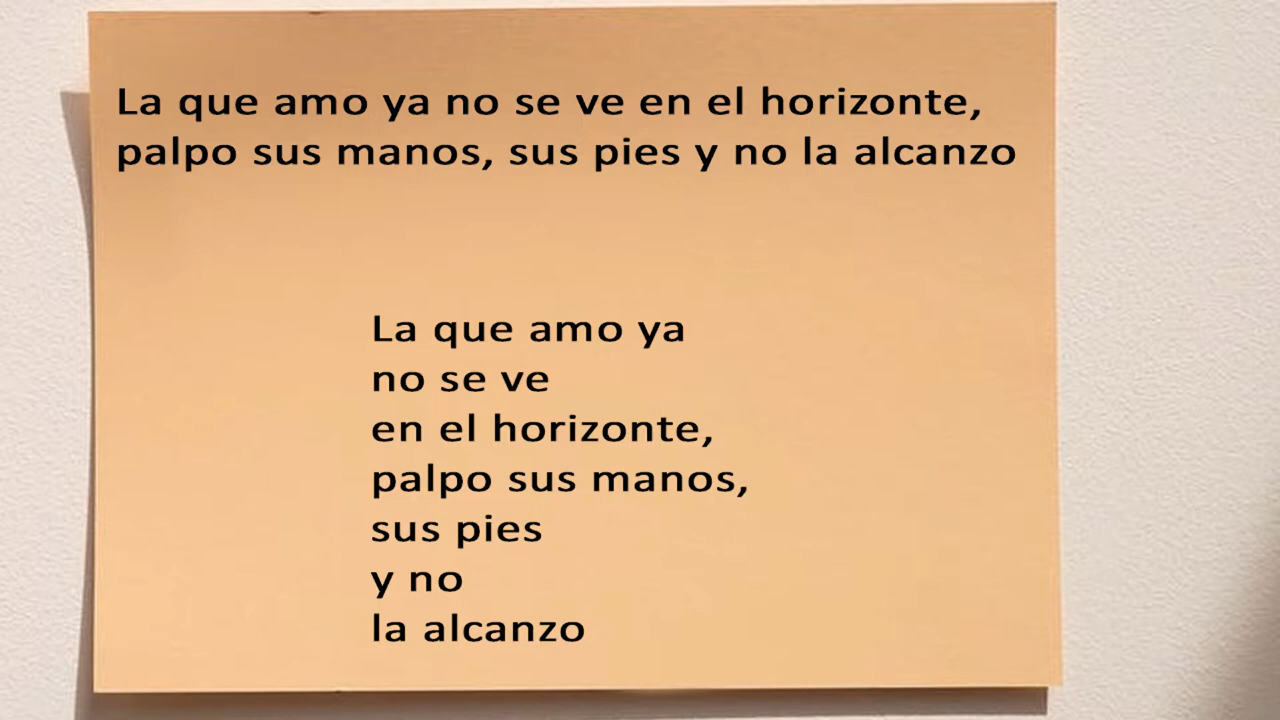 La que amo ya no se ve en el horizonte,
palpo sus manos, sus pies y no la alcanzo
La que amo ya
no se ve
en el horizonte,
palpo sus manos,
sus pies
y no
la alcanzo